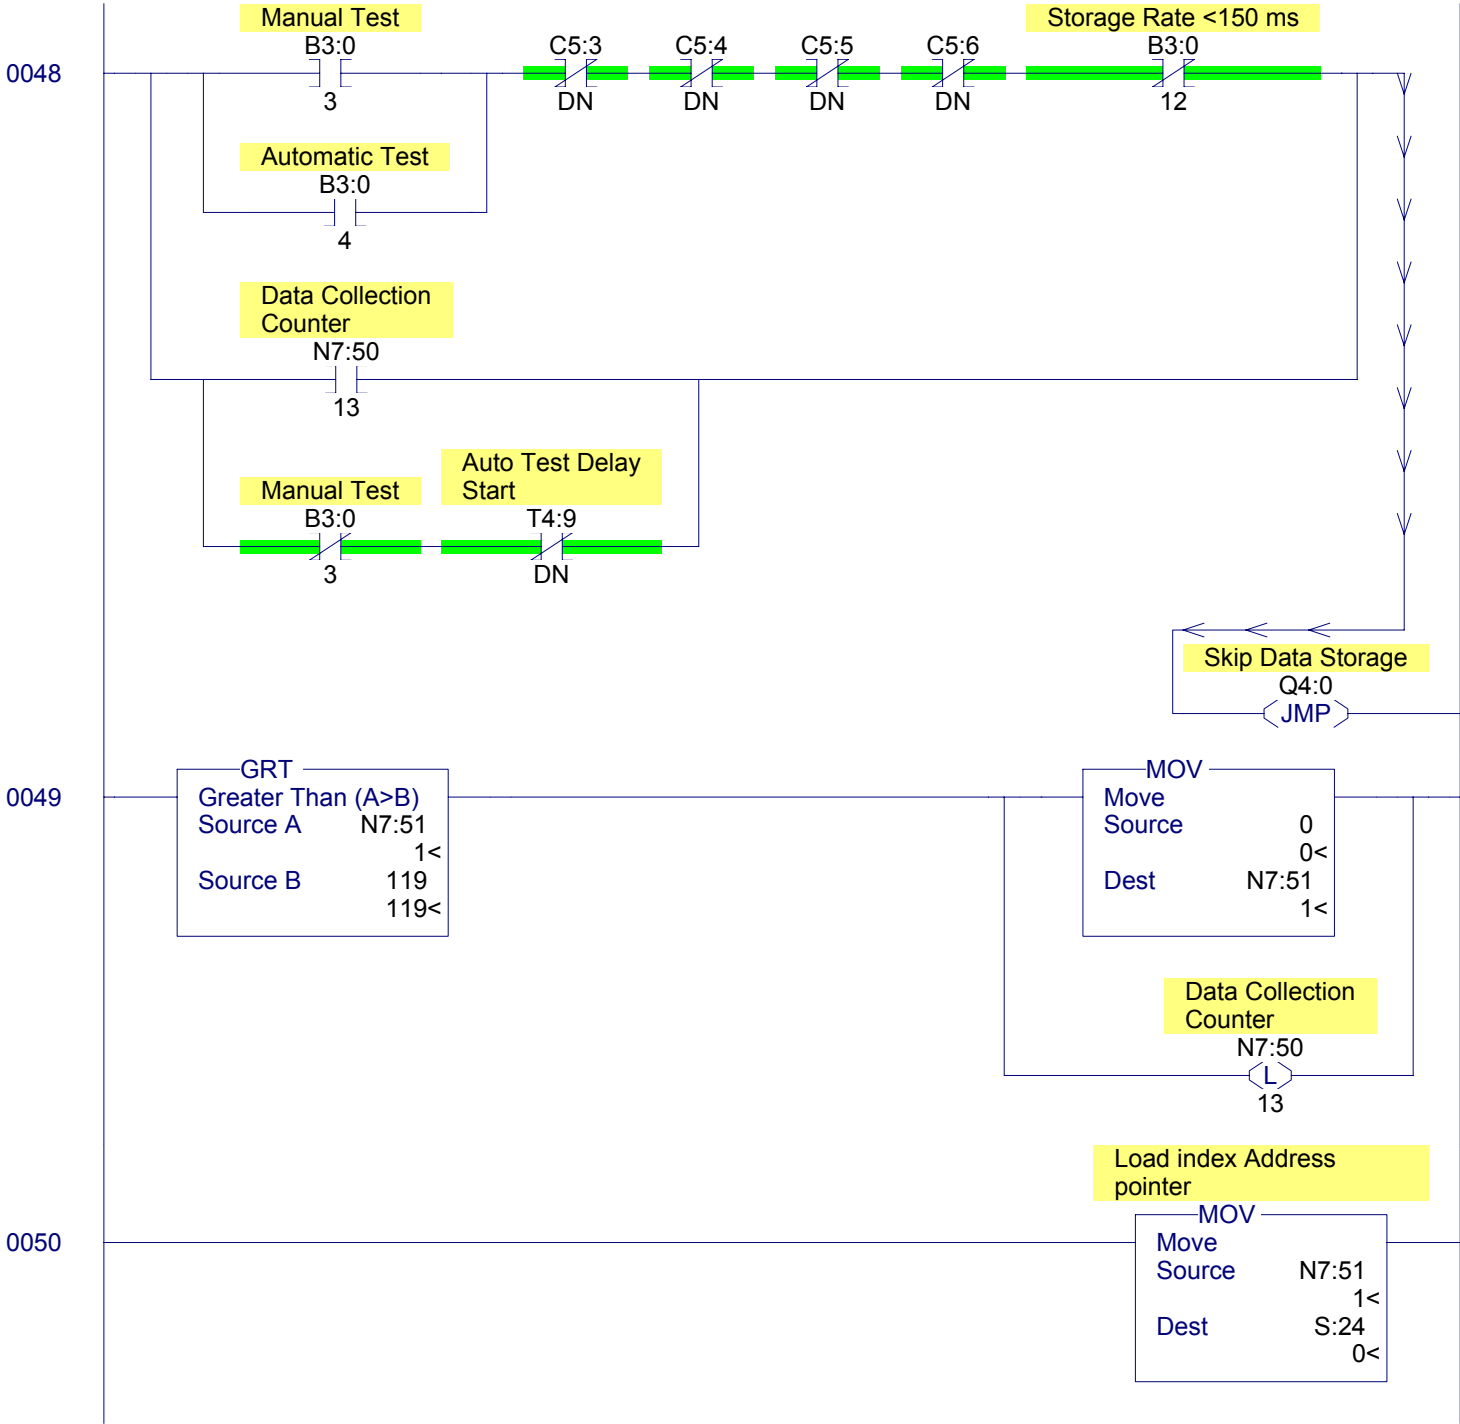 Manual Test
B3:0
3
C5:3
DN
C5:4
DN
C5:5
DN
C5:6
DN
Storage Rate <150 ms
B3:0
12
0048
Automatic Test
B3:0
4
Data Collection
Counter
N7:50
13
Manual Test
B3:0
3
Auto Test Delay
Start
T4:9
DN
Skip Data Storage
Q4:0
JMP
0049
GRT
Greater Than (A>B)
Source A N7:51
1<
Source B 119
119<
MOV
Move
Source 0
0<
Dest N7:51
1<
Data Collection
Counter
N7:50
L
13
Load index Address
pointer
0050
MOV
Move
Source N7:51
1<
Dest S:24
0<